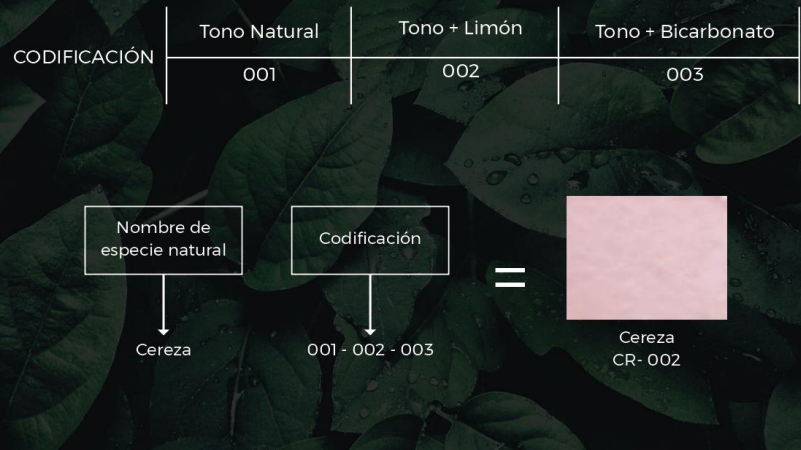 CODIFICACIÓN
Tono Natural
Tono + Limón
Tono + Bicarbonato
001
002
003
Nombre de
especie natural
Codificación
=
Cereza
001 - 002 - 003
Cereza
CR- 002